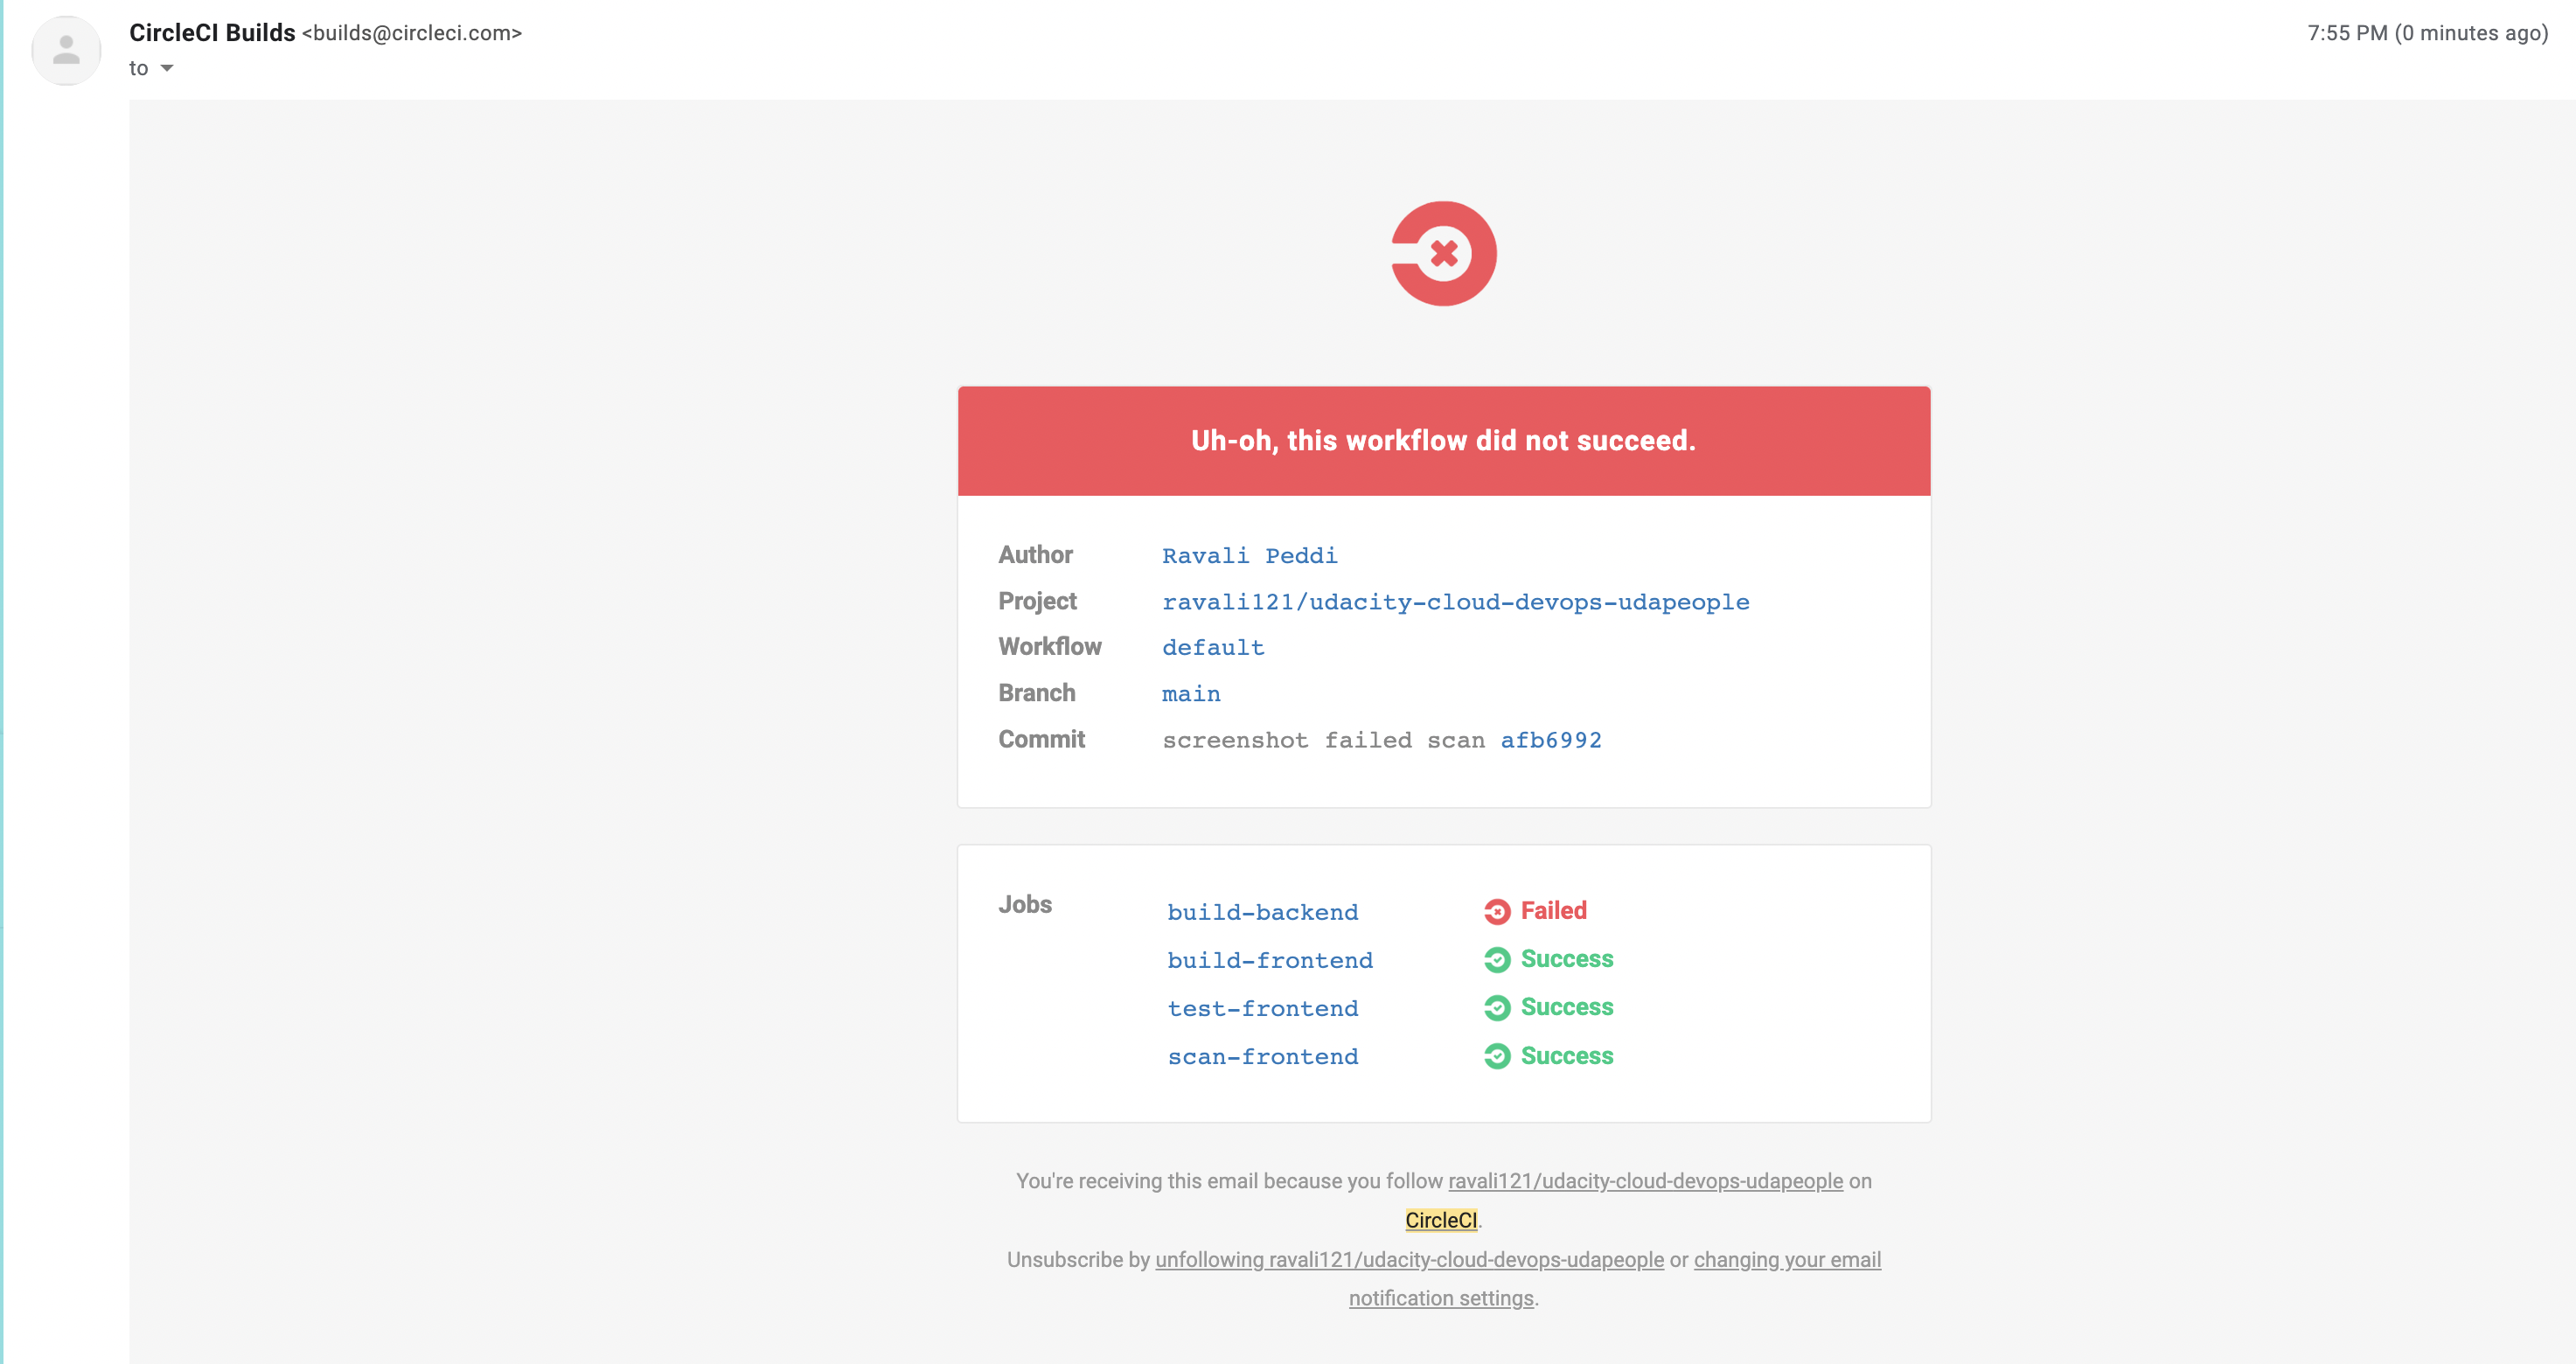 CircleCI Builds <builds@circleci.com>
7:55 PM (0 minutes ago)
to
Uh-oh, this workflow did not succeed.
Author Ravali Peddi
Project ravali121/udacity-cloud-devops-udapeople
Workflow default
Branch main
Commit screenshot failed scan afb6992
Jobs build-backend Failed
build-frontend Success
test-frontend Success
scan-frontend Success
You're receiving this email because you follow ravali121/udacity-cloud-devops-udapeople on
CircleCI.
Unsubscribe by unfollowing ravali121/udacity-cloud-devops-udapeople or changing your email
notification settings.